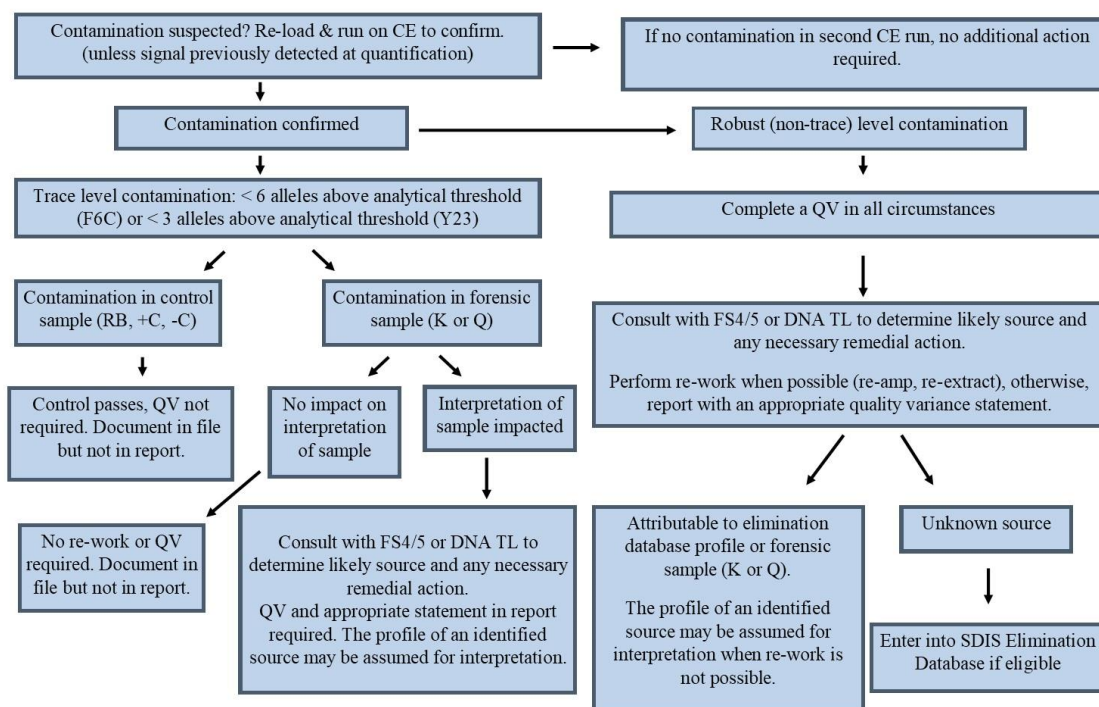 Contamination suspected? Re-load & run on CE to confirm.
(unless signal previously detected at quantification)
If no contamination in second CE run, no additional action
required.
Contamination confirmed
Robust (non-trace) level contamination
Trace level contamination: < 6 alleles above analytical threshold
(F6C) or < 3 alleles above analytical threshold (Y23)
Complete a QV in all circumstances
Contamination in control
sample (RB, +C, -C)
Contamination in forensic
sample (K or Q)
Consult with FS4/5 or DNA TL to determine likely source and
any necessary remedial action.
Perform re-work when possible (re-amp, re-extract), otherwise,
report with an appropriate quality variance statement.
Control passes, QV not
required. Document in file
but not in report.
No impact on
interpretation
of sample
Interpretation of
sample impacted
No re-work or QV
required. Document in
file but not in report.
Consult with FS4/5 or DNA TL to
determine likely source and any necessary
remedial action.
QV and appropriate statement in report
required. The profile of an identified
source may be assumed for interpretation.
Attributable to elimination
database profile or forensic
sample (K or Q).
The profile of an identified
source may be assumed for
interpretation when re-work is
not possible.
Unknown source
Enter into SDIS Elimination
Database if eligible